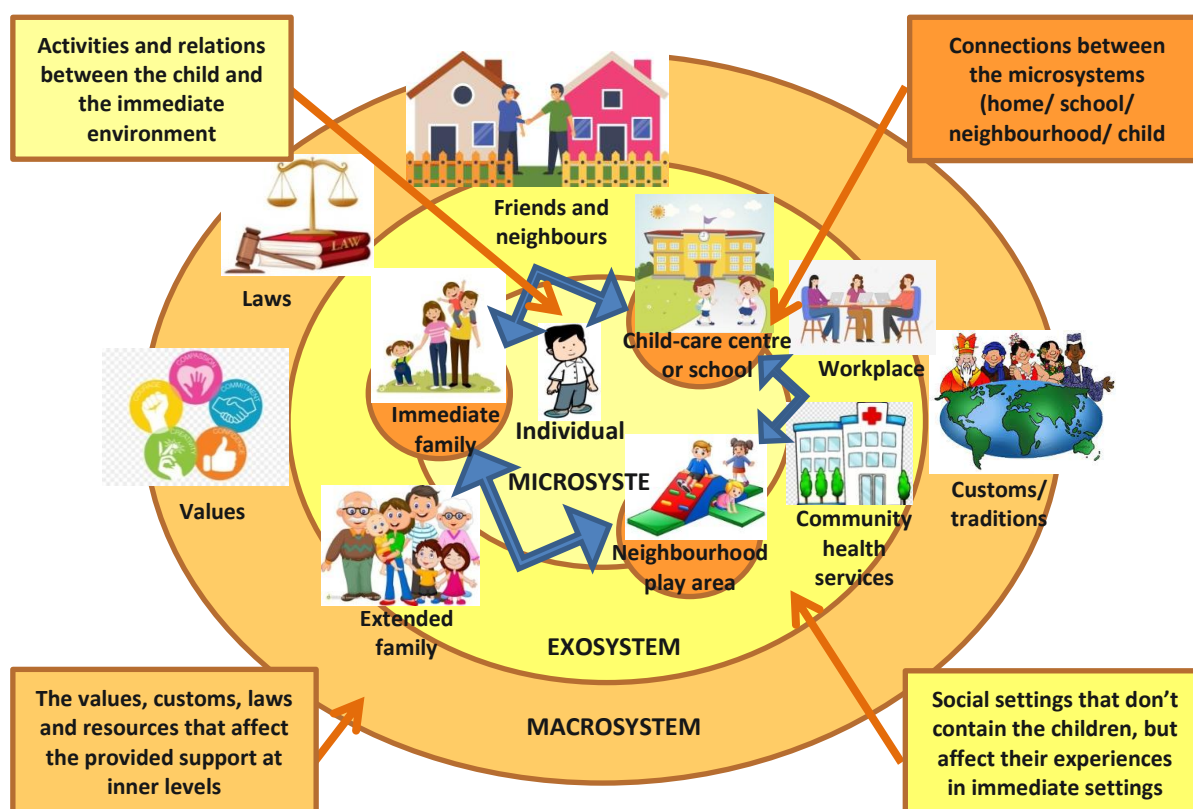 Activities and relations
between the child and
the immediate
environment
Connections between
the microsystems
(home/ school/
neighbourhood/ child
Friends and
neighbours
LAW
Laws
Child-care centre
or school
Workplace
Immediate
family
Individual
COMPASSION
COMMITMENT
Values
MICROSYSTE
Neighbourhood
play area
Community
health
services
Customs/
traditions
Extended
family
EXOSYSTEM
MACROSYSTEM
The values, customs, laws
and resources that affect
the provided support at
inner levels
Social settings that don’t
contain the children, but
affect their experiences
in immediate settings